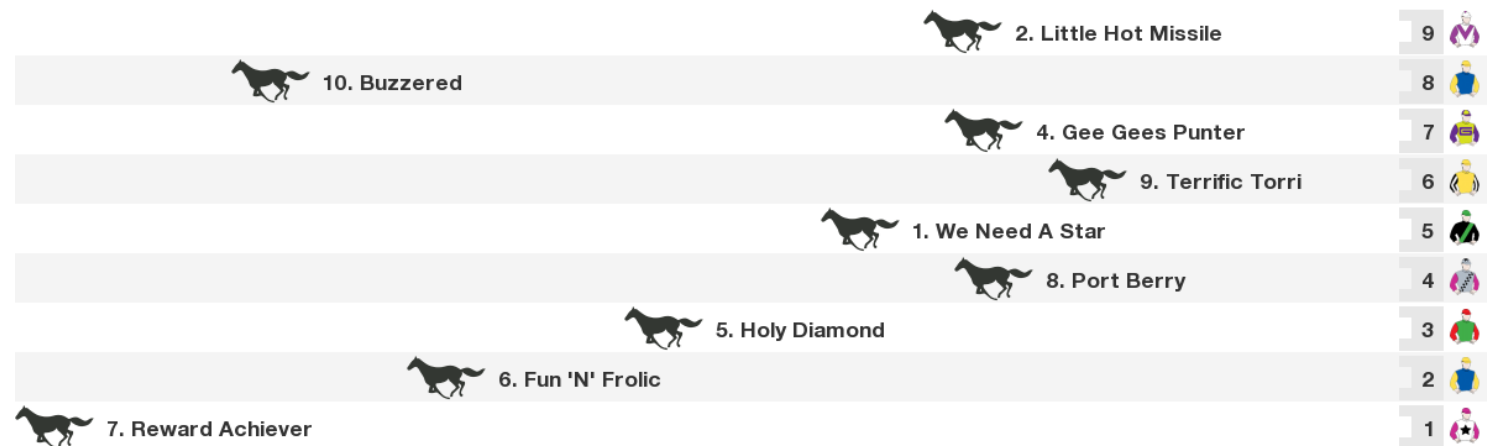 2. Little Hot Missile 9
10. Buzzered 8
4. Gee Gees Punter 7
9. Terrific Torri 6
1. We Need A Star 5
8. Port Berry 4
5. Holy Diamond 3
6. Fun 'N' Frolic 2
7. Reward Achiever 1